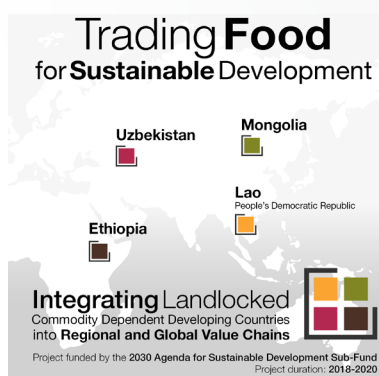 Trading Food
for Sustainable Development
Uzbekistan
Mongolia
Lao
People's Democratic Republic
Ethiopia
Integrating Landlocked
Commodity Dependent Developing Countries
into Regional and Global Value Chains
Project funded by the 2030 Agenda for Sustainable Development Sub-Fund
Project duration: 2018-2020